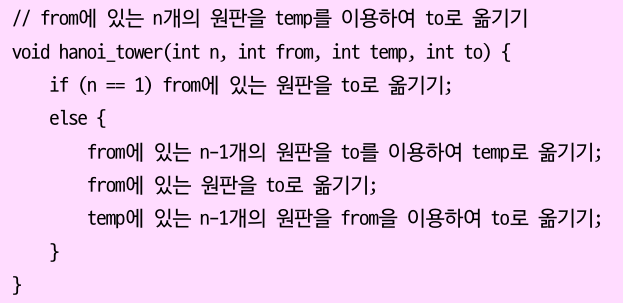 // from에 있는 n개의 원판을 temp를 이용하여 to로 옮기기
void hanoi_tower(int n, int from, int temp, int to) {
    if (n == 1) from에 있는 원판을 to로 옮기기;
    else {
        from에 있는 n-1개의 원판을 to를 이용하여 temp로 옮기기;
        from에 있는 원판을 to로 옮기기;
        temp에 있는 n-1개의 원판을 from을 이용하여 to로 옮기기;
    }
}